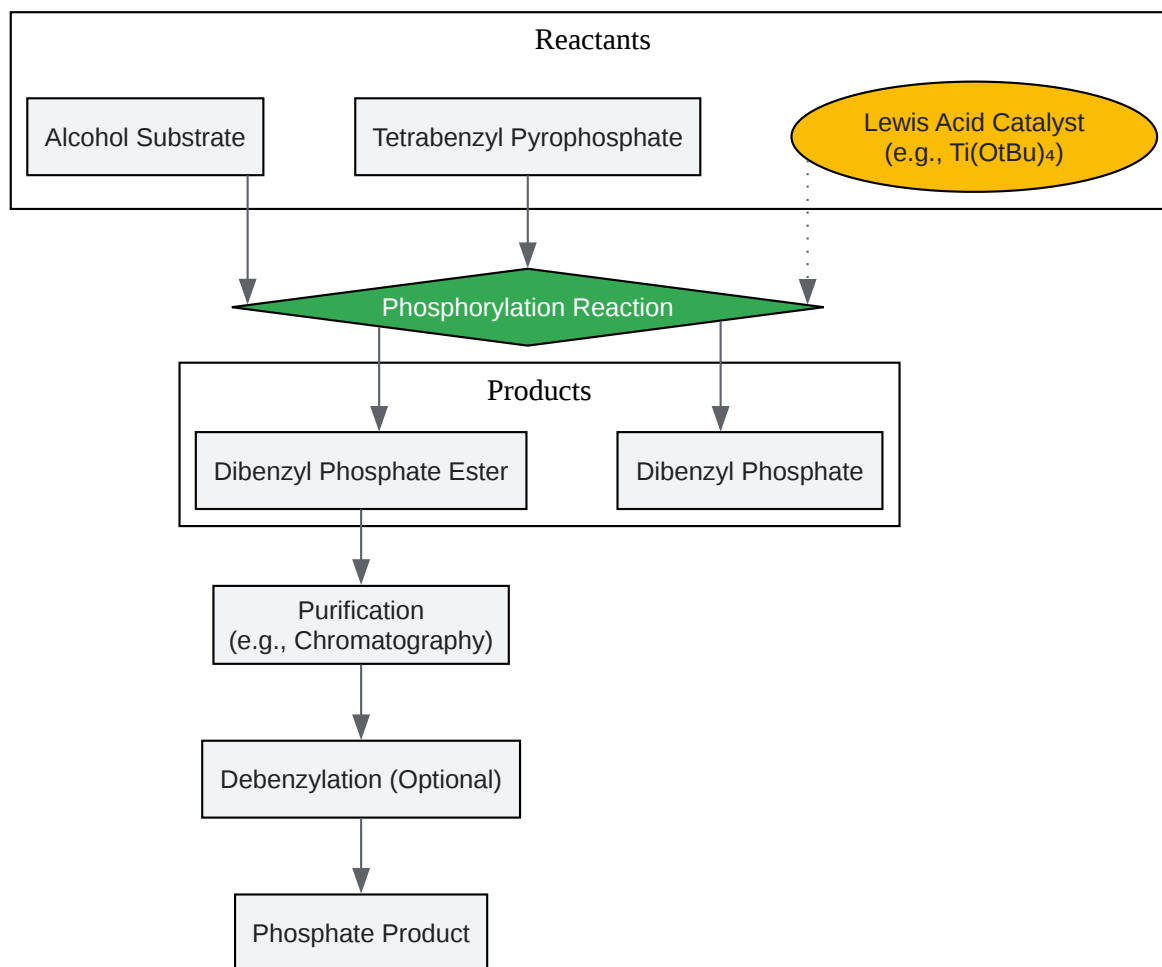 Reactants
Alcohol Substrate
Tetrabenzyl Pyrophosphate
Lewis Acid Catalyst
(e.g., Ti(OtBu)₄)
Phosphorylation Reaction
Products
Dibenzyl Phosphate Ester
Dibenzyl Phosphate
Purification
(e.g., Chromatography)
Debenzylation (Optional)
Phosphate Product